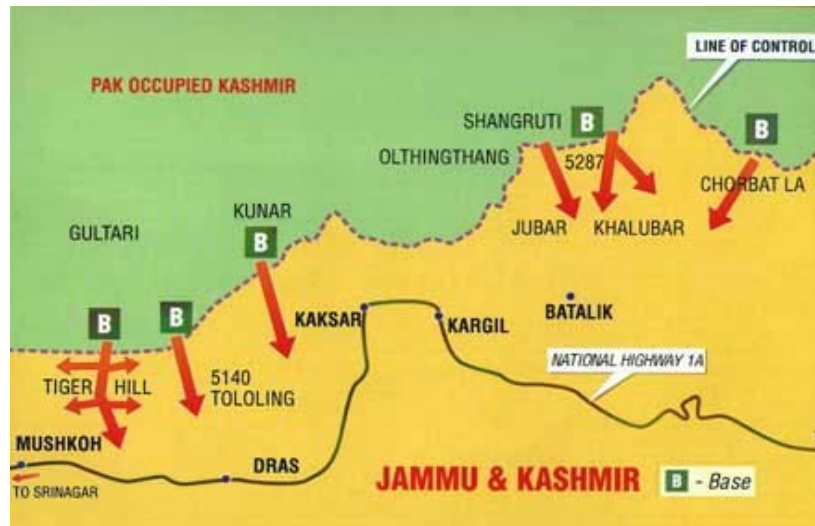 LINE OF CONTROL
PAK OCCUPIED KASHMIR
SHANGRUTI B
B
OLTHINGTHANG
5287
CHORBAT LA
KUNAR
B
GULTARI
JUBAR
KHALUBAR
BATALIK
KAKSAR
KARGIL
B
B
NATIONAL HIGHWAY 1A
TIGER HILL
5140
TOLOLING
MUSHKOH
DRAS
TO SRINAGAR
JAMMU & KASHMIR
B - Base